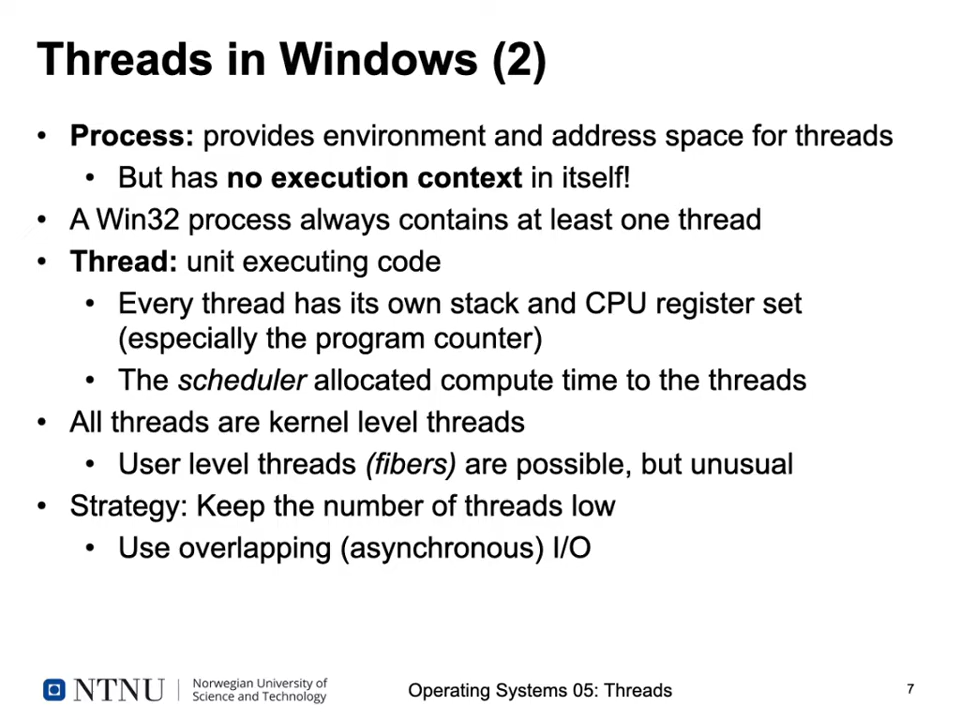 Threads in Windows (2)
• Process: provides environment and address space for threads
• But has no execution context in itself!
• A Win32 process always contains at least one thread
• Thread: unit executing code
• Every thread has its own stack and CPU register set
(especially the program counter)
• The scheduler allocated compute time to the threads
• All threads are kernel level threads
• User level threads (fibers) are possible, but unusual
• Strategy: Keep the number of threads low
• Use overlapping (asynchronous) I/O
NTNU
Norwegian University of
Science and Technology
Operating Systems 05: Threads
7